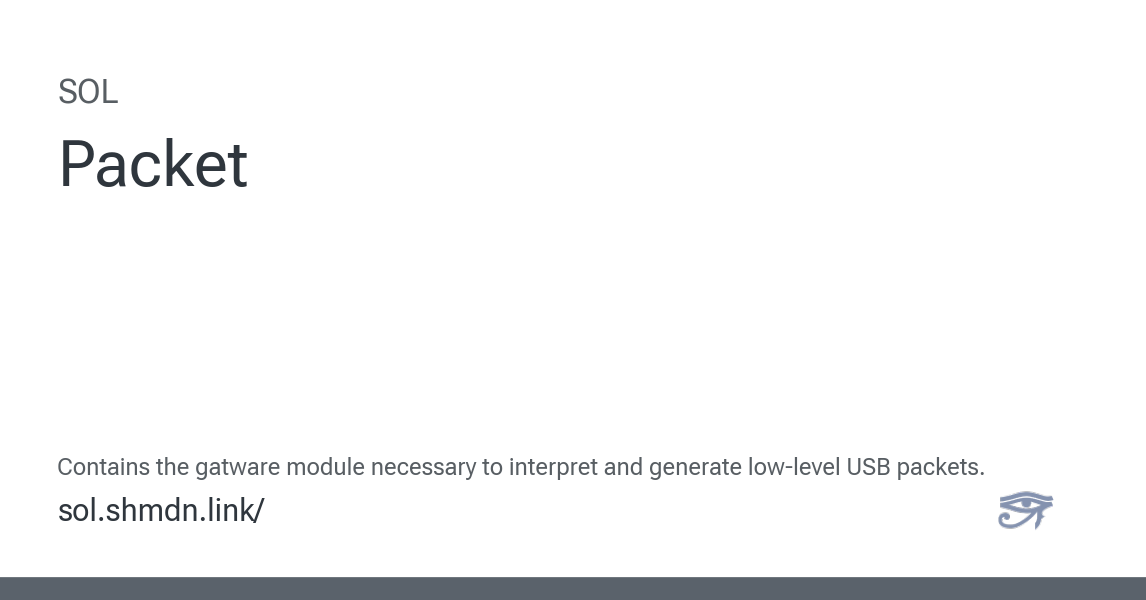 SOL
Packet
Contains the gatware module necessary to interpret and generate low-level USB packets.
sol.shmdn.link/